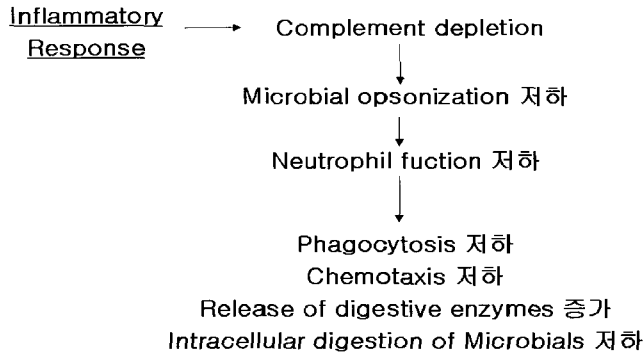 Inflammatory
Response
Complement depletion
Microbial opsonization 저하
Neutrophil fuction 저하
Phagocytosis 저하
Chemotaxis 저하
Release of digestive enzymes 증가
Intracellular digestion of Microbials 저하